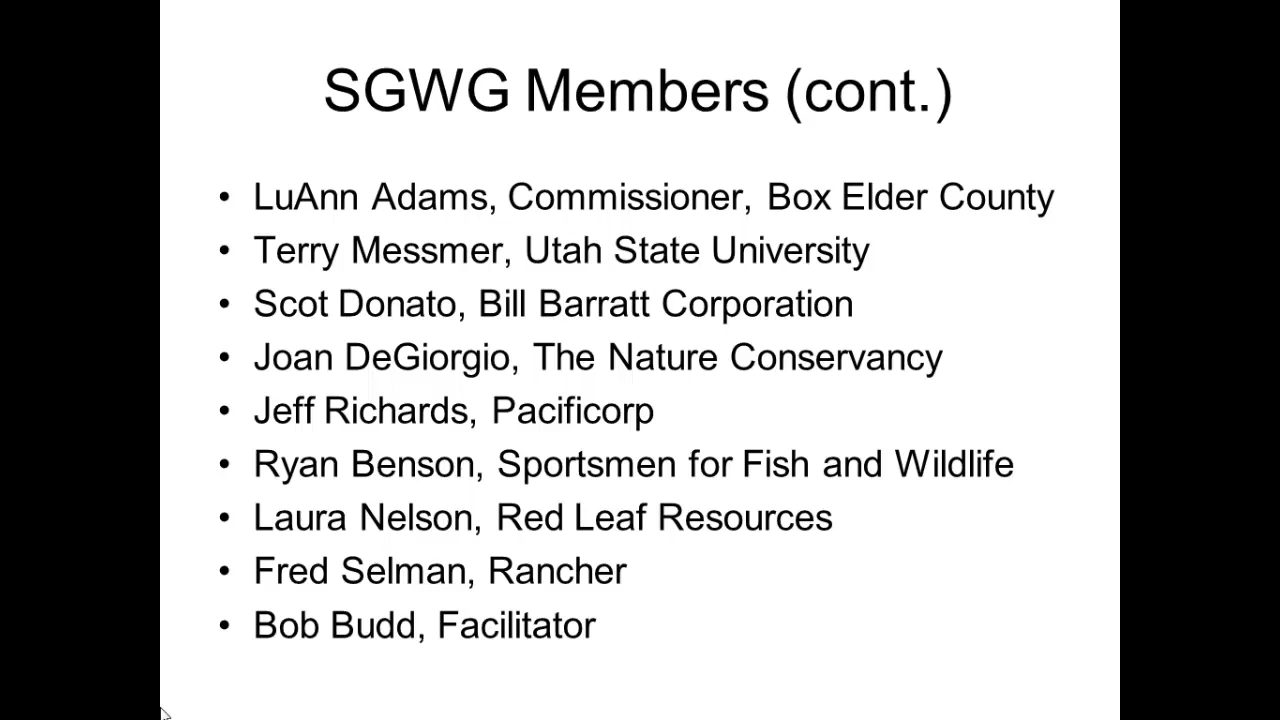 SGWG Members (cont.)
• LuAnn Adams, Commissioner, Box Elder County
• Terry Messmer, Utah State University
• Scot Donato, Bill Barratt Corporation
• Joan DeGiorgio, The Nature Conservancy
• Jeff Richards, Pacificorp
• Ryan Benson, Sportsmen for Fish and Wildlife
• Laura Nelson, Red Leaf Resources
• Fred Selman, Rancher
• Bob Budd, Facilitator